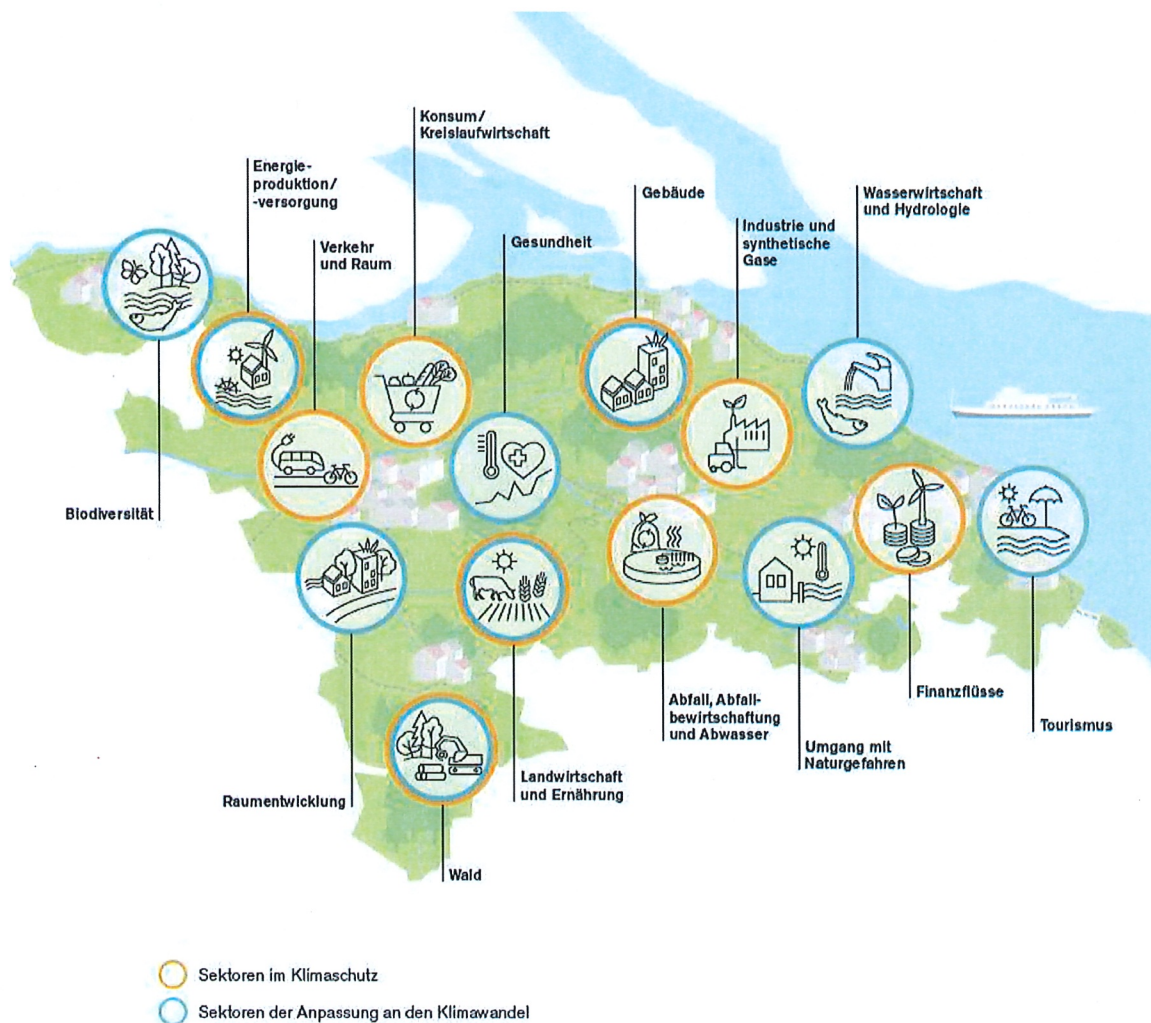 Konsum/
Kreislaufwirtschaft
Energie-
produktion/
-versorgung
Gebäude
Wasserwirtschaft
und Hydrologie
Industrie und
synthetische
Gase
Verkehr
und Raum
Gesundheit
Biodiversität
Finanzflüsse
Abfall, Abfall-
bewirtschaftung
und Abwasser
Tourismus
Umgang mit
Naturgefahren
Landwirtschaft
und Ernährung
Raumentwicklung
Wald
Sektoren im Klimaschutz
Sektoren der Anpassung an den Klimawandel